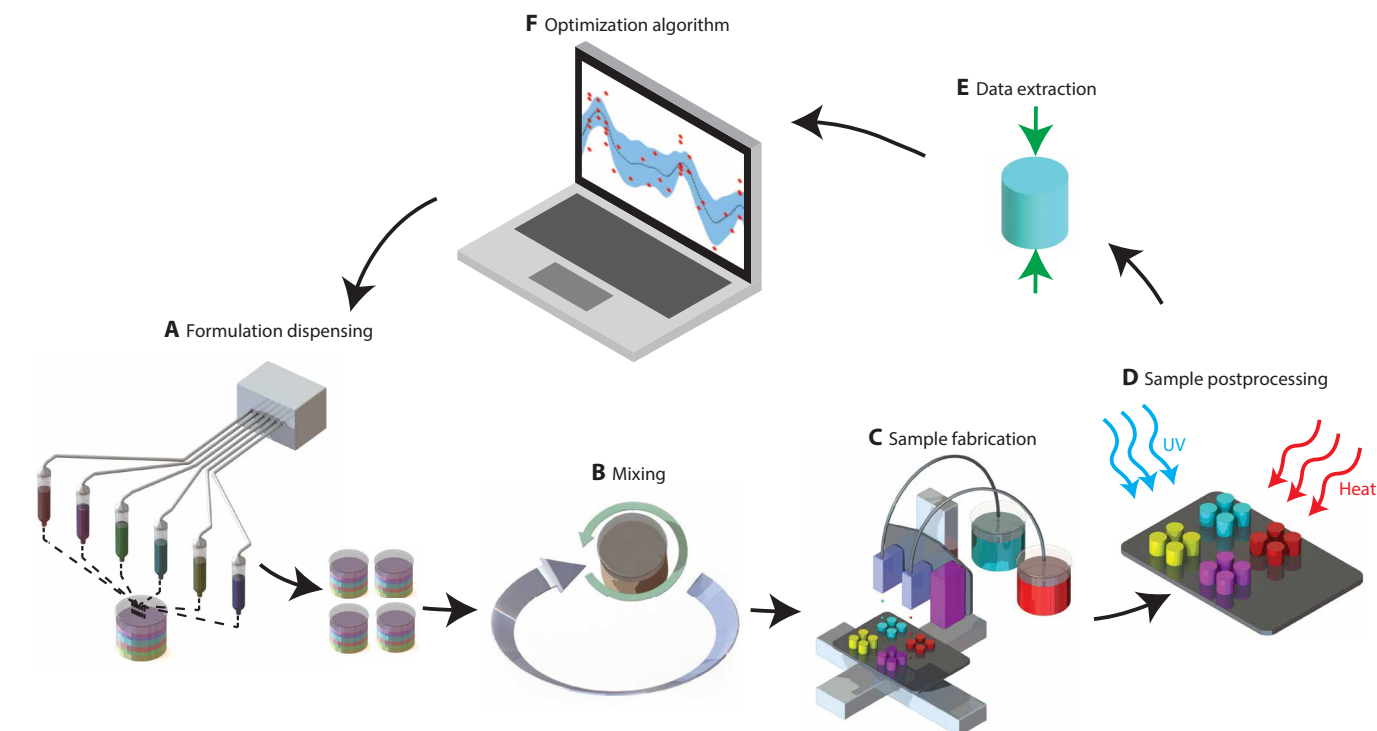 F Optimization algorithm
E Data extraction
A Formulation dispensing
D Sample postprocessing
C Sample fabrication
UV
B Mixing
Heat